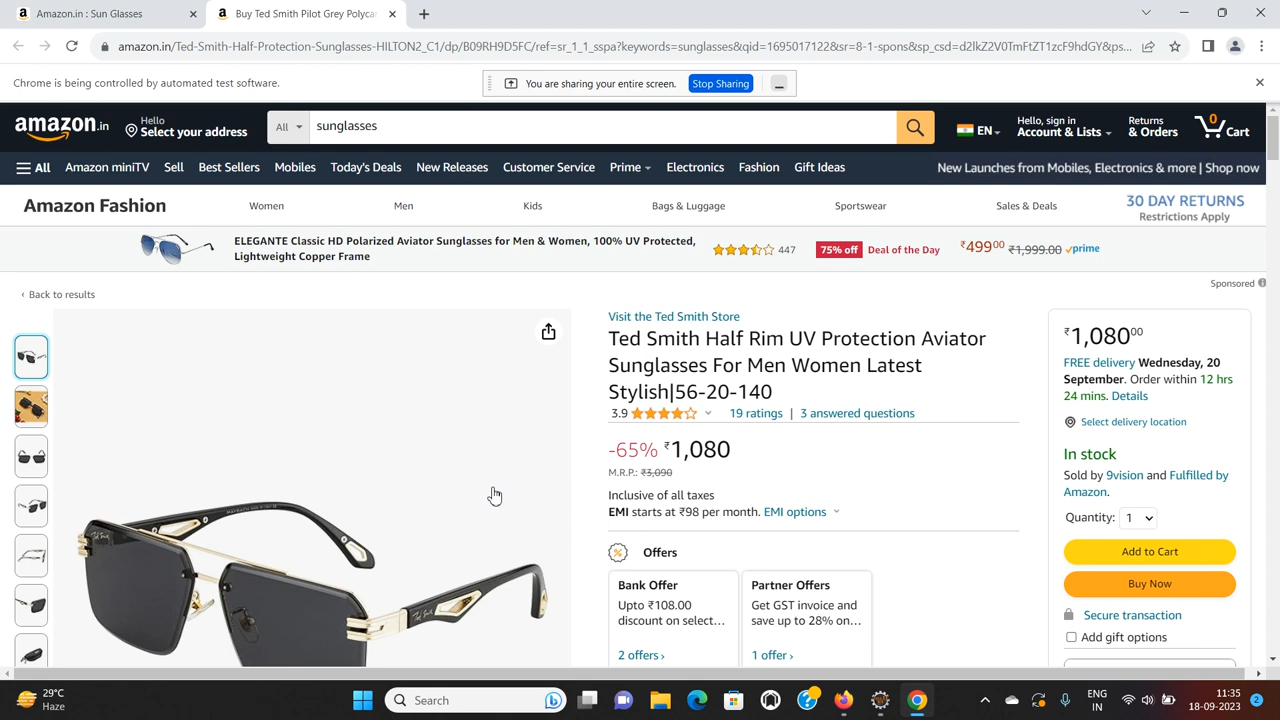 Amazon.in : Sun Glasses
Buy Ted Smith Pilot Grey Polyca
amazon.in/Ted-Smith-Half-Protection-Sunglasses-HILTON2_C1/dp/B09RH9D5FC/ref=sr_1_1_sspa?keywords=sunglasses&qid=1695017122&sr=8-1-spons&sp_csd=d2lkZ2V0TmFtZT1zcF9hdGY&ps...
Chrome is being controlled by automated test software.
You are sharing your entire screen.
Stop Sharing
amazon.in
Hello
Select your address
All
sunglasses
EN
Hello, sign in
Account & Lists
Returns
& Orders
0
Cart
All
Amazon miniTV
Sell
Best Sellers
Mobiles
Today's Deals
New Releases
Customer Service
Prime
Electronics
Fashion
Gift Ideas
New Launches from Mobiles, Electronics & more | Shop now
Amazon Fashion
Women
Men
Kids
Bags & Luggage
Sportswear
Sales & Deals
30 DAY RETURNS
Restrictions Apply
ELEGANTE Classic HD Polarized Aviator Sunglasses for Men & Women, 100% UV Protected,
Lightweight Copper Frame
447
75% off
Deal of the Day
₹499.00 ₹1,999.00
prime
Sponsored
‹ Back to results
Visit the Ted Smith Store
Ted Smith Half Rim UV Protection Aviator
Sunglasses For Men Women Latest
Stylish|56-20-140
3.9
19 ratings | 3 answered questions
-65% ₹1,080
M.R.P.: ₹3,090
Inclusive of all taxes
EMI starts at ₹98 per month. EMI options
Offers
Bank Offer
Upto ₹108.00
discount on select...
2 offers ›
Partner Offers
Get GST invoice and
save up to 28% on...
1 offer ›
₹1,080.00
FREE delivery Wednesday, 20
September. Order within 12 hrs
24 mins. Details
Select delivery location
In stock
Sold by 9vision and Fulfilled by
Amazon.
Quantity: 1
Add to Cart
Buy Now
Secure transaction
Add gift options
Ted Smith
Ted Smith
29°C
Haze
Search
ENG
IN
11:35
18-09-2023
2